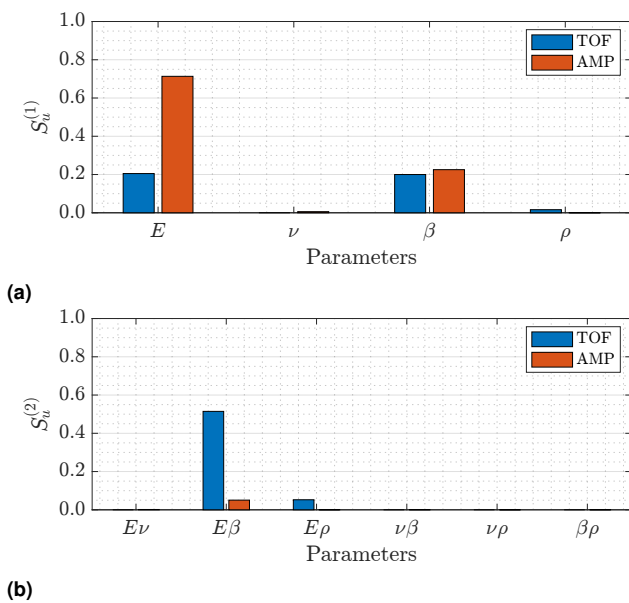 1.0
0.8
0.6
0.4
0.2
0.0
S_u^{(1)}
TOF
AMP
E
ν
β
ρ
Parameters
(a)
1.0
0.8
0.6
0.4
0.2
0.0
S_u^{(2)}
TOF
AMP
Eν
Eβ
Eρ
νβ
νρ
βρ
Parameters
(b)